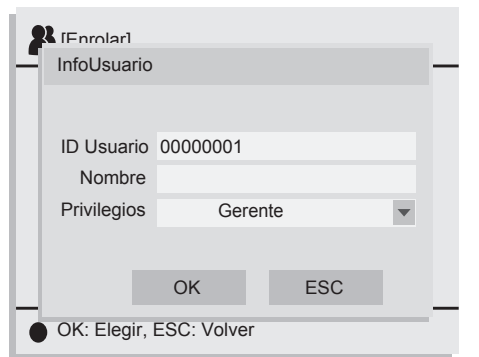 [Enrolar]
InfoUsuario
ID Usuario 00000001
Nombre
Privilegios Gerente
OK ESC
OK: Elegir, ESC: Volver